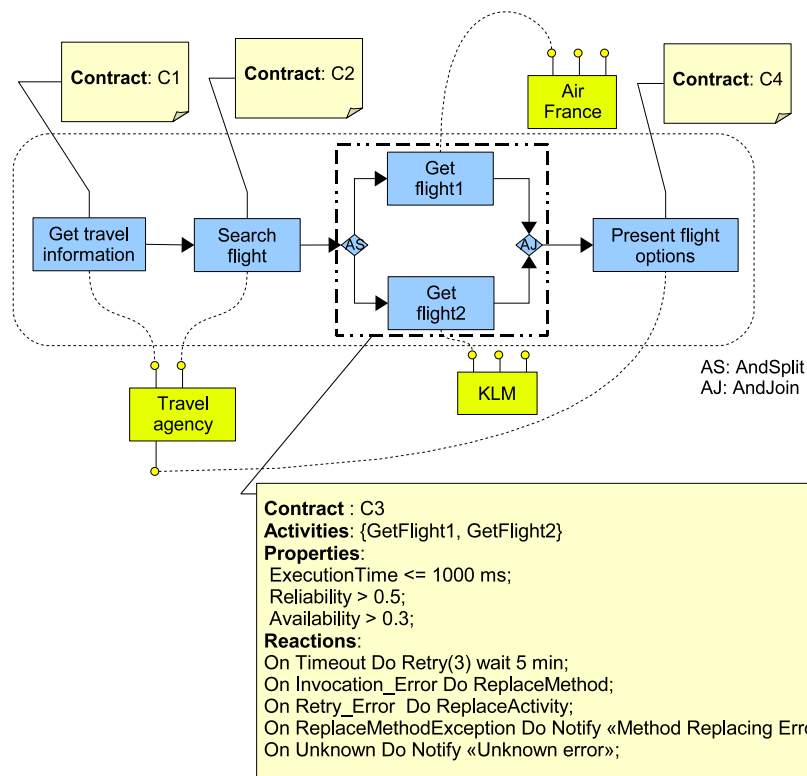 Contract: C1
Contract: C2
Air
France
Contract: C4
Get travel
information
Search
flight
AS
Get
flight1
Get
flight2
AJ
Present flight
options
Travel
agency
KLM
AS: AndSplit
AJ: AndJoin
Contract : C3
Activities: {GetFlight1, GetFlight2}
Properties:
ExecutionTime <= 1000 ms;
Reliability > 0.5;
Availability > 0.3;
Reactions:
On Timeout Do Retry(3) wait 5 min;
On Invocation_Error Do ReplaceMethod;
On Retry_Error Do ReplaceActivity;
On ReplaceMethodException Do Notify «Method Replacing Erro
On Unknown Do Notify «Unknown error»;